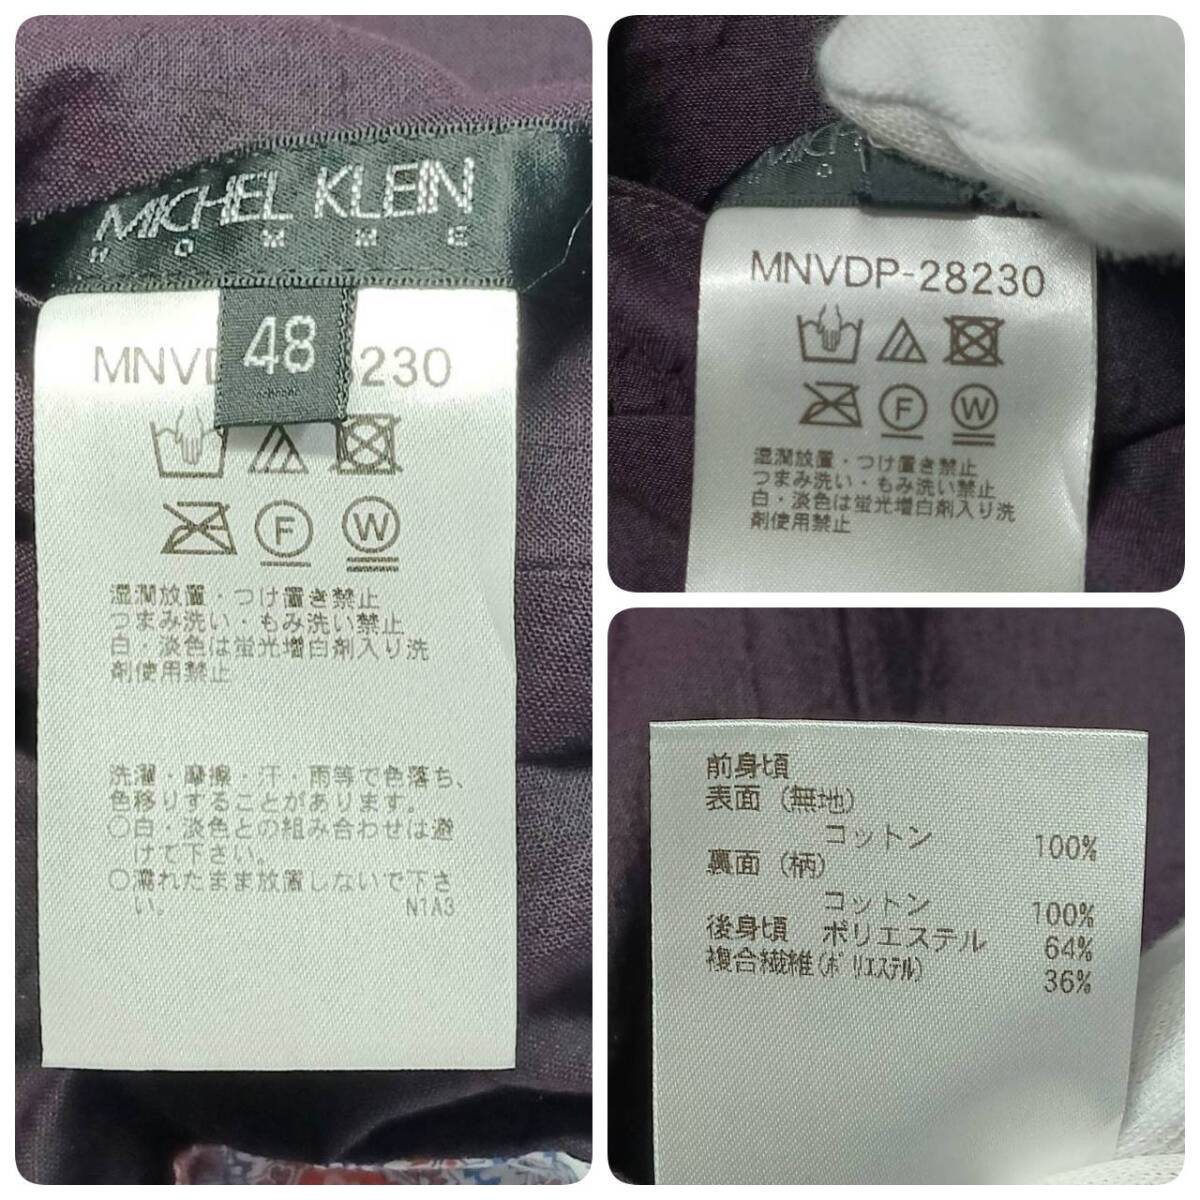 MICHEL KLEIN
HOMME
48
MNVD 230
F W
湿潤放置・つけ置き禁止
つまみ洗い・もみ洗い禁止
白・淡色は蛍光増白剤入り洗
剤使用禁止
洗濯・摩擦・汗・雨等で色落ち、
色移りすることがあります。
○白・淡色との組み合わせは避
けて下さい。
○濡れたまま放置しないで下さ
い。 N1A3
MNVDP-28230
F W
湿潤放置・つけ置き禁止
つまみ洗い・もみ洗い禁止
白・淡色は蛍光増白剤入り洗
剤使用禁止
前身頃
表面(無地)
コットン 100%
裏面(柄)
コットン 100%
後身頃 ポリエステル 64%
複合繊維(ポリエステル) 36%